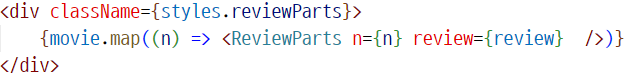 <div className={styles.reviewParts}>
    {movie.map((n) => <ReviewParts n={n} review={review}  />)}
</div>